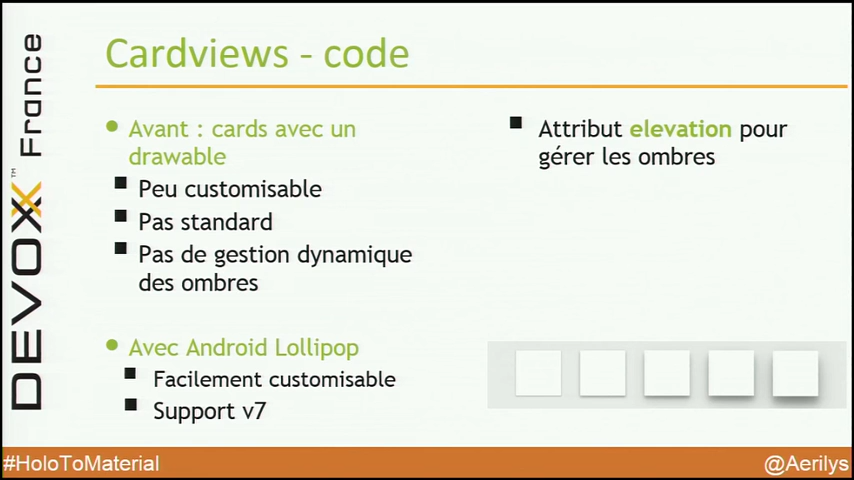 Cardviews - code
DEVOXX™ France
Avant : cards avec un
drawable
Peu customisable
Pas standard
Pas de gestion dynamique
des ombres
Avec Android Lollipop
Facilement customisable
Support v7
Attribut elevation pour
gérer les ombres
#HoloToMaterial
@Aerilys